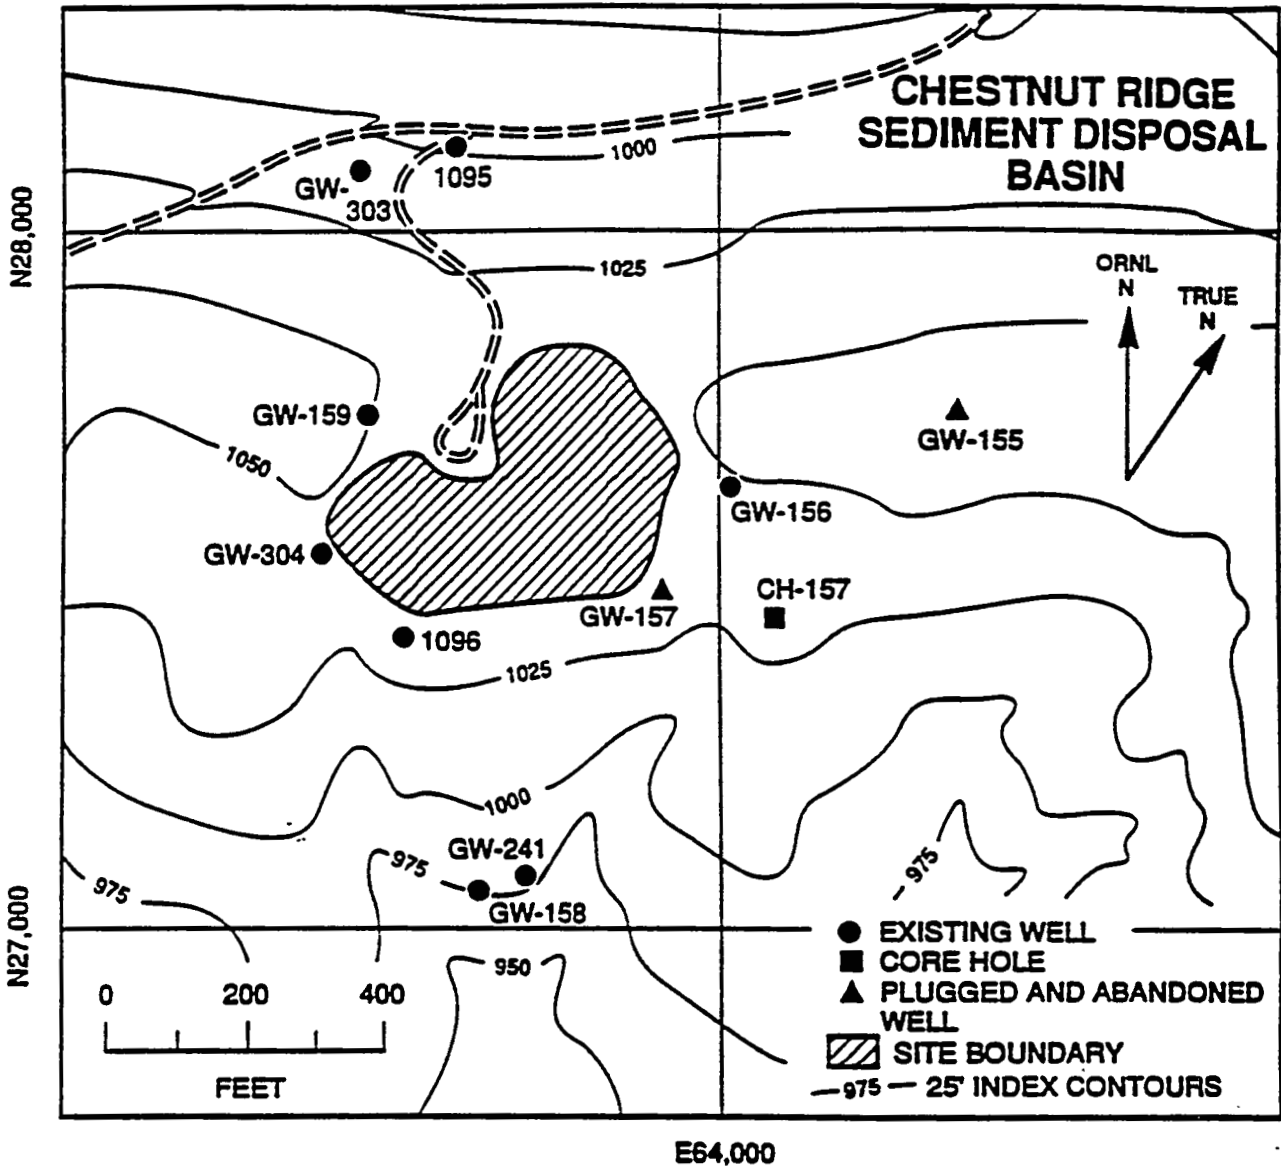 CHESTNUT RIDGE
SEDIMENT DISPOSAL
BASIN
1000
1095
GW-
303
N28,000
1025
ORNL
N
TRUE
N
GW-159
GW-155
1050
GW-156
GW-304
CH-157
GW-157
1096
1025
1000
GW-241
975
975
975
GW-158
N27,000
EXISTING WELL
950
CORE HOLE
0 200 400
PLUGGED AND ABANDONED
WELL
SITE BOUNDARY
FEET
975 25' INDEX CONTOURS
E64,000